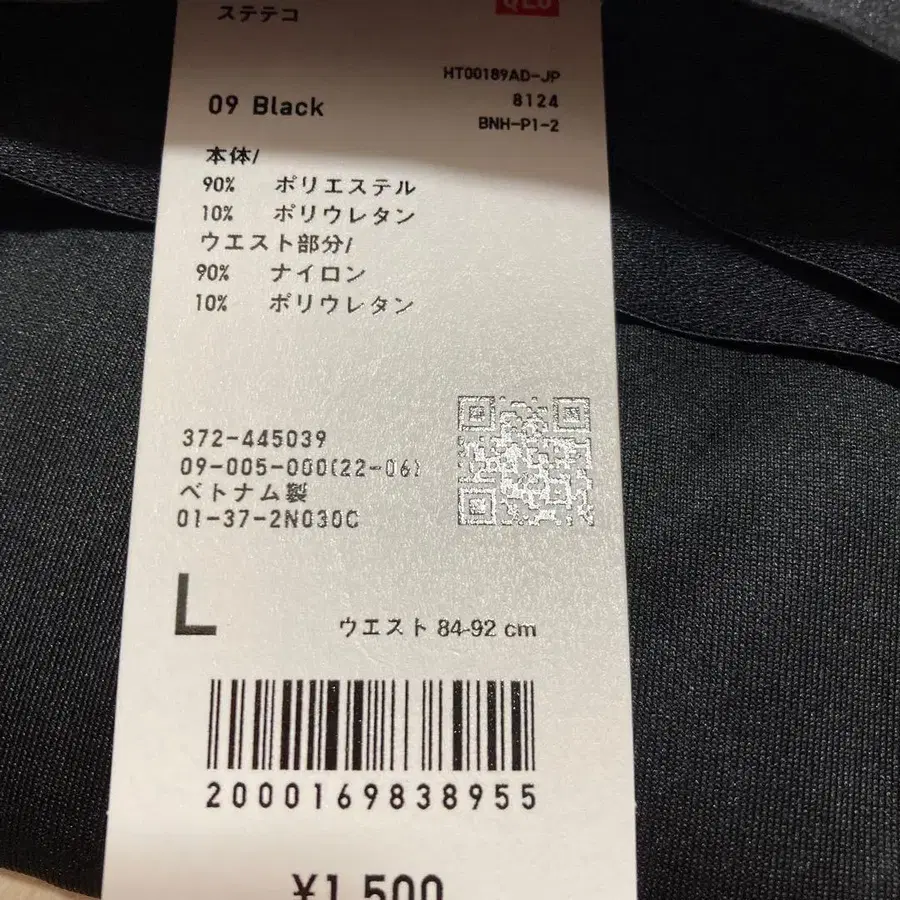 ステテコ
HT00189AD-JP
09 Black
8124
BNH-P1-2
本体/
90% ポリエステル
10% ポリウレタン
ウエスト部分/
90% ナイロン
10% ポリウレタン
372-445039
09-005-000(22-06)
ベトナム製
01-37-2N030C
L
ウエスト 84-92 cm
2000169838955
¥1,500